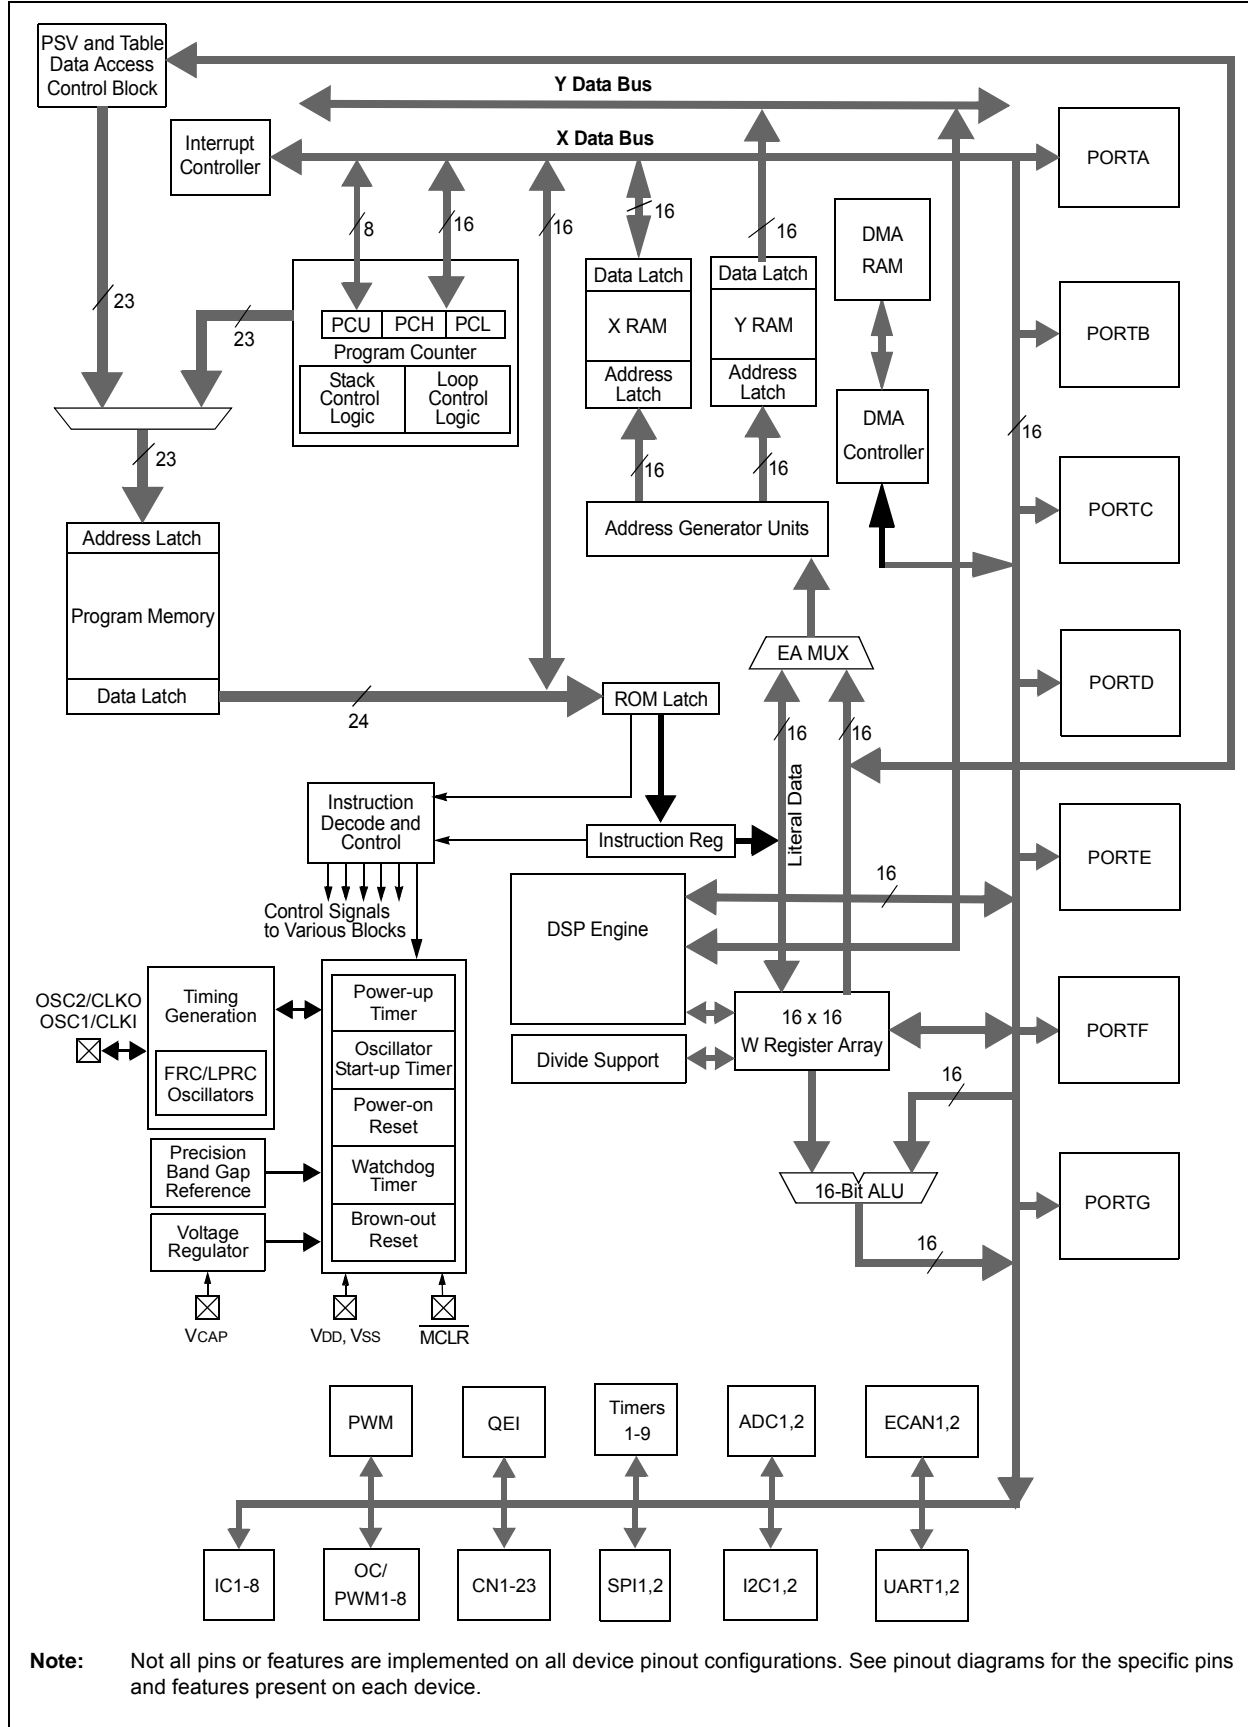 PSV and Table
Data Access
Control Block
Y Data Bus
X Data Bus
Interrupt
Controller
PORTA
8
16
16
16
16
DMA
RAM
Data Latch
Data Latch
X RAM
Y RAM
PORTB
23
23
PCU
PCH
PCL
Program Counter
Stack
Control
Logic
Loop
Control
Logic
Address
Latch
Address
Latch
DMA
Controller
16
23
16
16
PORTC
Address Generator Units
Address Latch
Program Memory
Data Latch
EA MUX
PORTD
24
ROM Latch
16
16
Literal Data
Instruction
Decode and
Control
Instruction Reg
PORTE
16
Control Signals
to Various Blocks
DSP Engine
OSC2/CLKO
OSC1/CLKI
Timing
Generation
FRC/LPRC
Oscillators
Power-up
Timer
Oscillator
Start-up Timer
Power-on
Reset
Watchdog
Timer
Brown-out
Reset
16 x 16
W Register Array
PORTF
Divide Support
16
Precision
Band Gap
Reference
16-Bit ALU
PORTG
Voltage
Regulator
16
VCAP
VDD, VSS
MCLR
PWM
QEI
Timers
1-9
ADC1,2
ECAN1,2
IC1-8
OC/
PWM1-8
CN1-23
SPI1,2
I2C1,2
UART1,2
Note: Not all pins or features are implemented on all device pinout configurations. See pinout diagrams for the specific pins
and features present on each device.